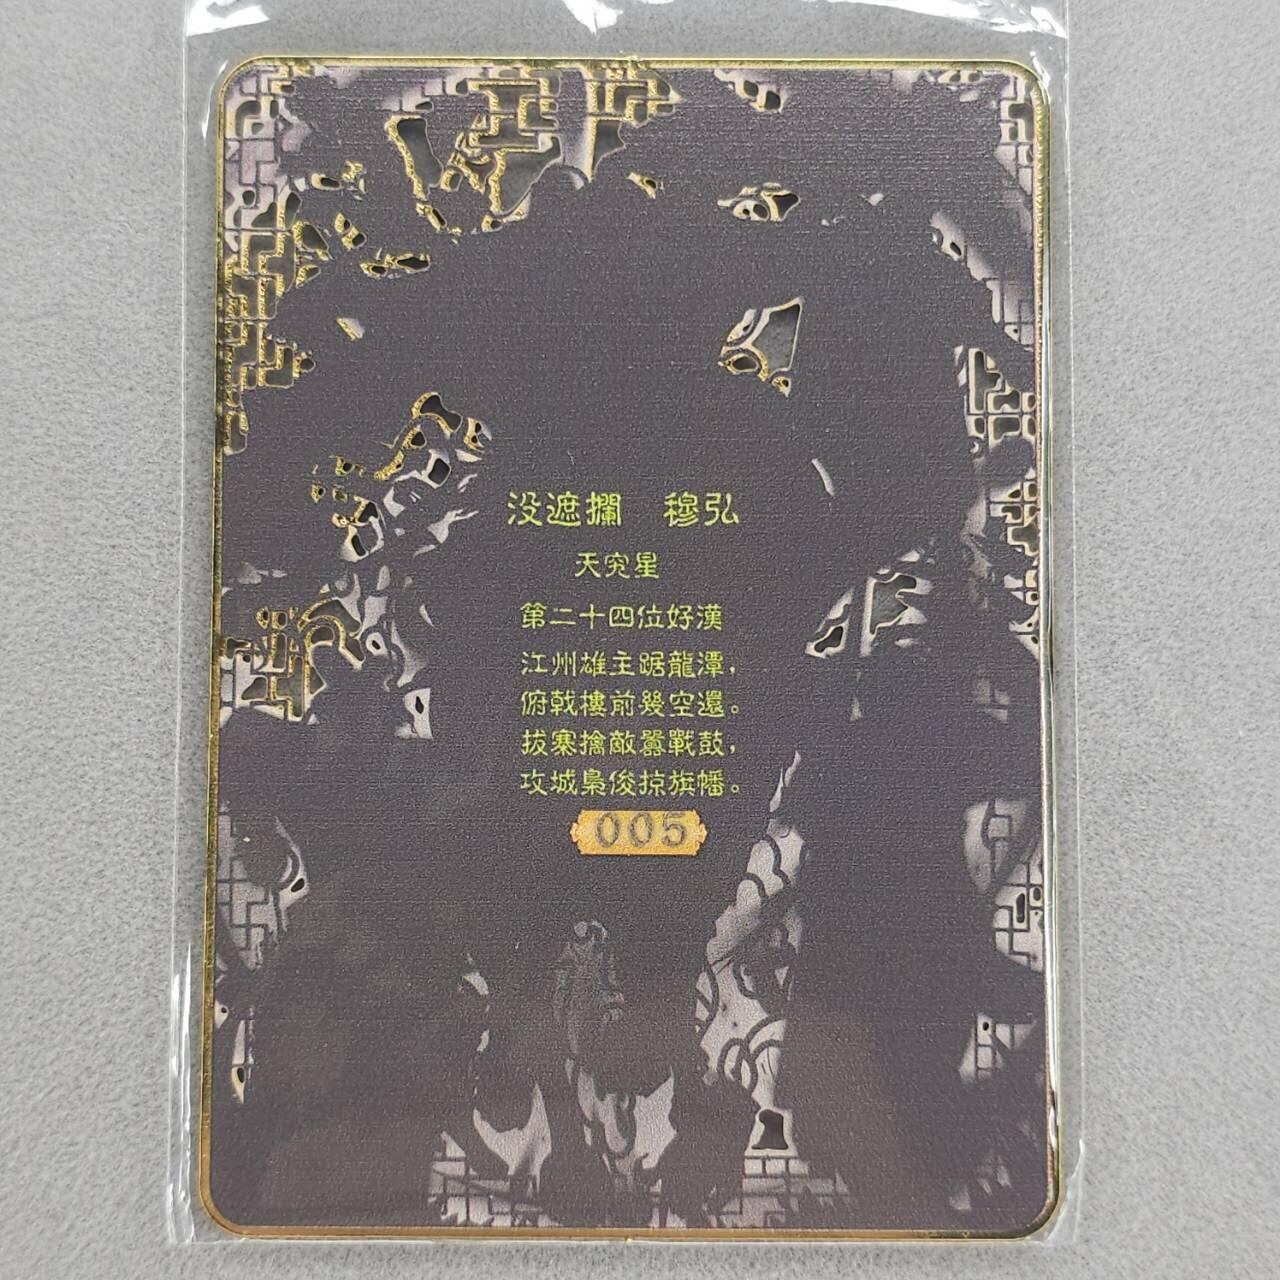 没遮攔　穆弘
天究星
第二十四位好漢
江州雄主踞龍潭，
俯戟樓前幾空還。
拔寨擒敵嚣戰鼓，
攻城梟俊掠旗幡。
005